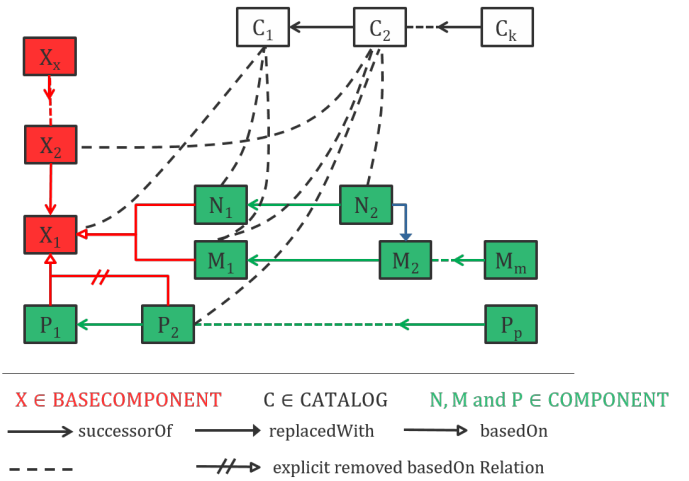 C1 C2 Ck
Xx
X2
N1 N2
X1
M1 M2 Mm
P1 P2 Pp
X ∈ BASECOMPONENT C ∈ CATALOG N, M and P ∈ COMPONENT
successorOf replacedWith basedOn
explicit removed basedOn Relation